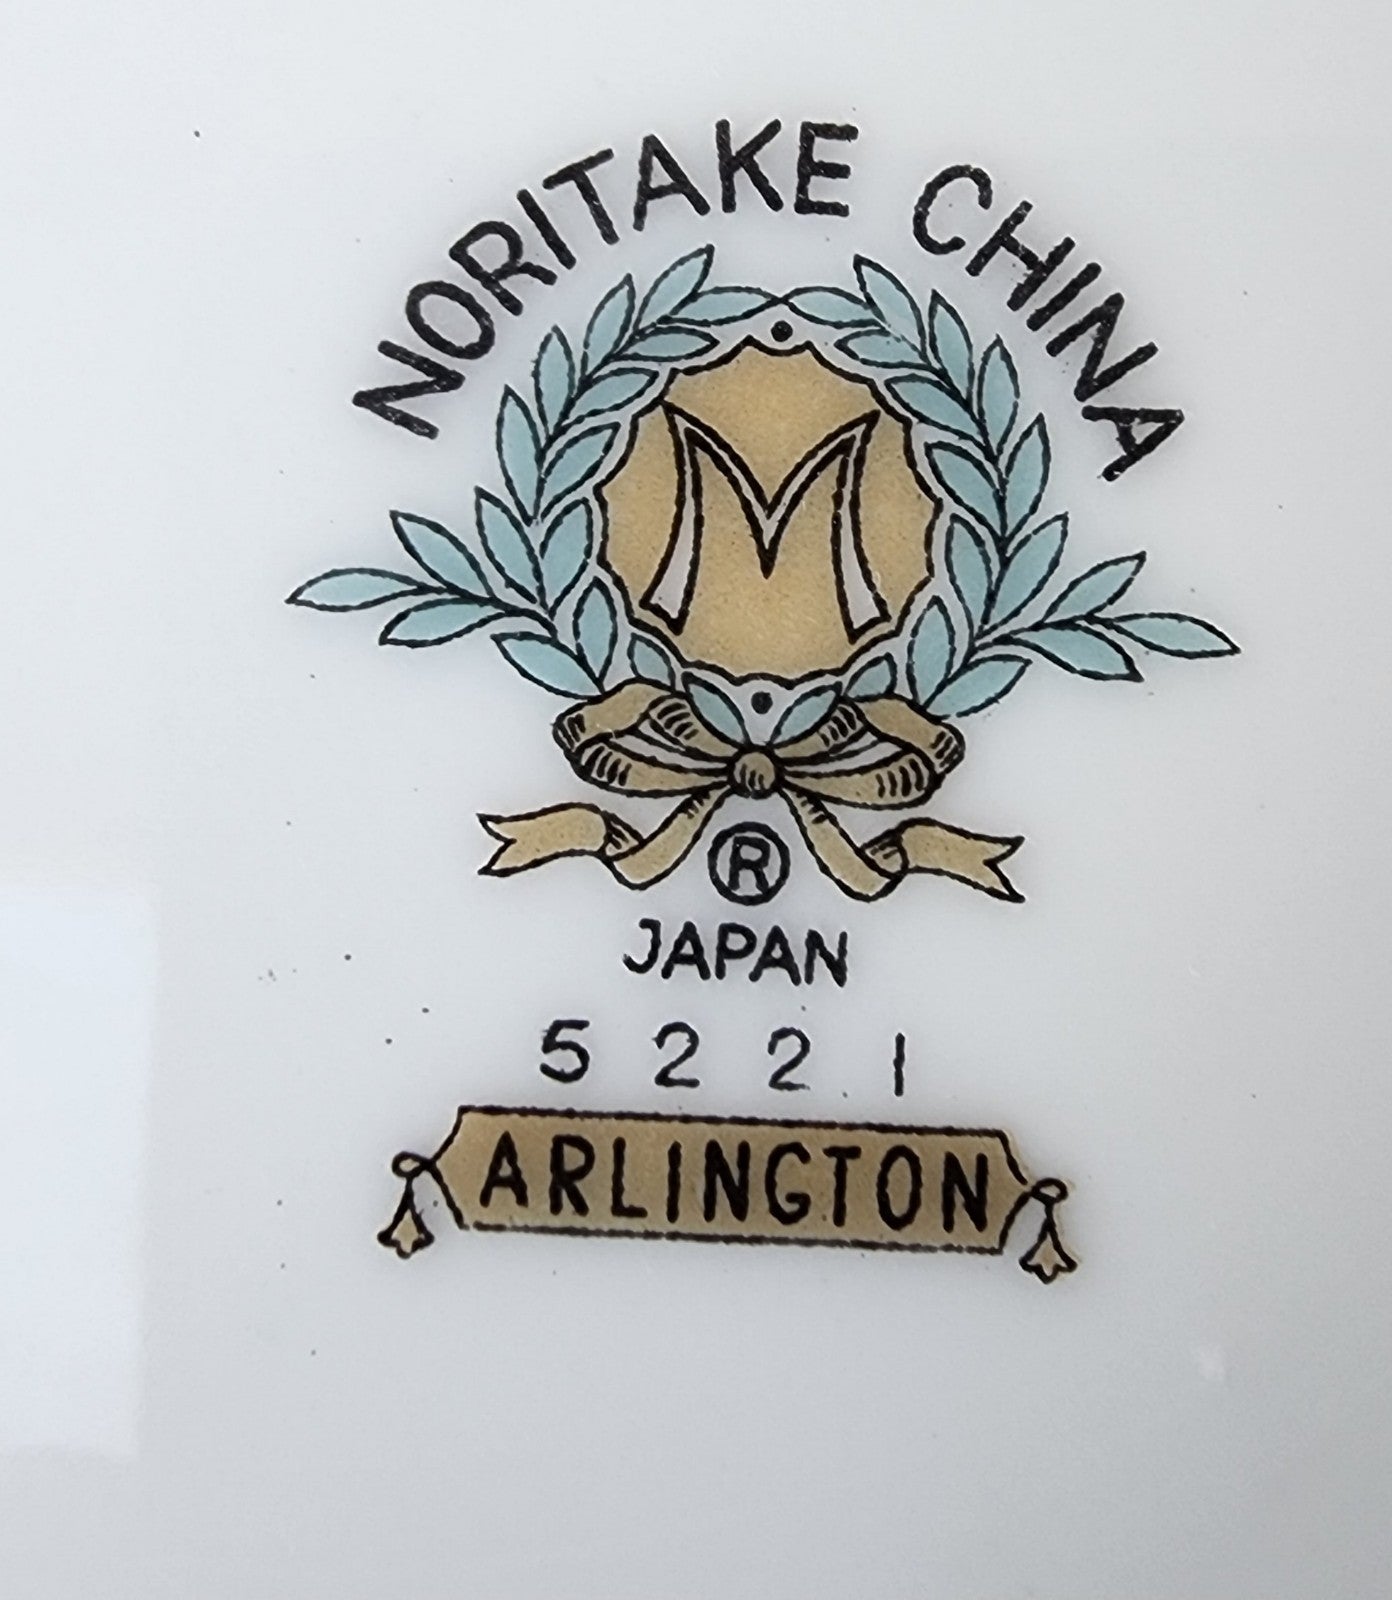 NORITAKE CHINA
M
®
JAPAN
5221
ARLINGTON